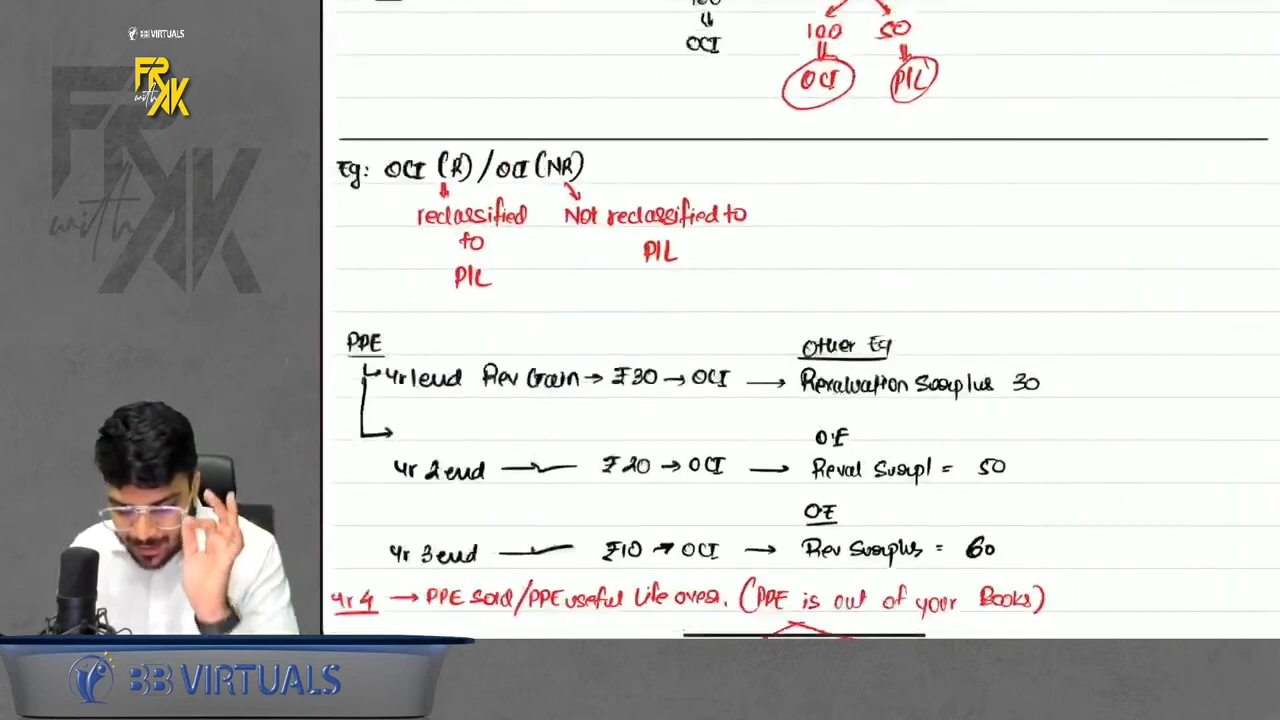 BB VIRTUALS
FR
with
AK
FR
with
AK
100
OCI
100 50
OCI P/L
Eg: OCI (R) / OCI (NR)
reclassified Not reclassified to
to P/L
P/L
PPE Other Eq
Yr 1 end Rev Gain → ₹30 → OCI → Revaluation Surplus 30
O.E
Yr 2 end ₹20 → OCI → Reval Surpl = 50
OE
Yr 3 end ₹10 → OCI → Rev Surplus = 60
Yr 4 → PPE Sold/PPE useful Life over. (PPE is out of your Books)
BB VIRTUALS